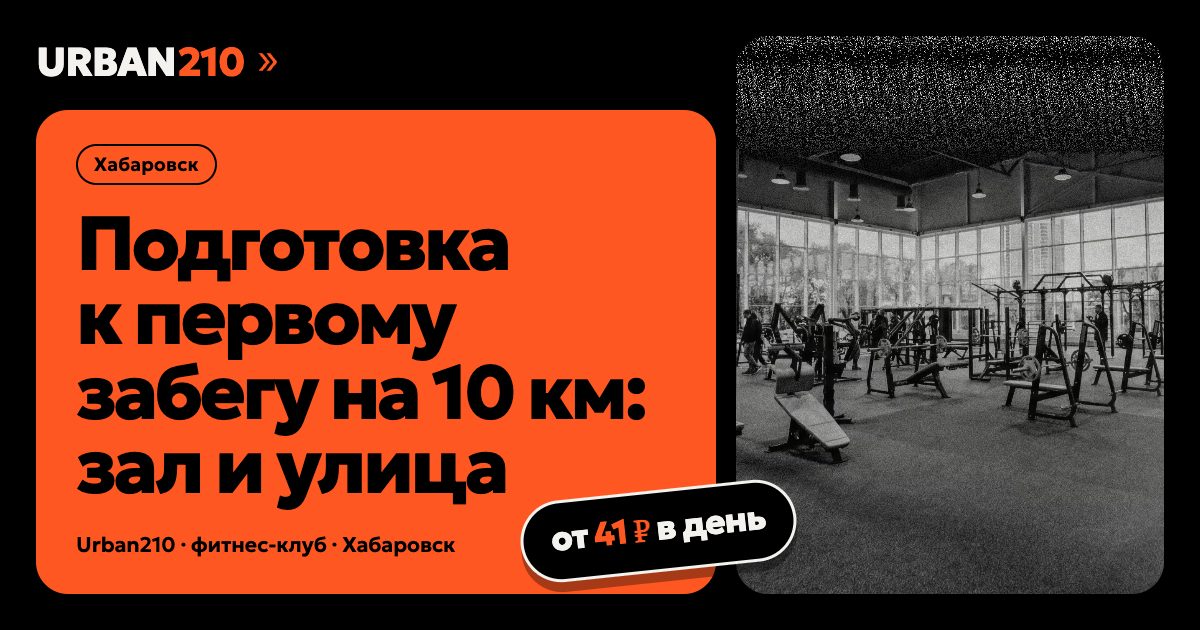 URBAN210 »
Хабаровск
Подготовка
к первому
забегу на 10 км:
зал и улица
Urban210 · фитнес-клуб · Хабаровск
от 41 ₽ в день